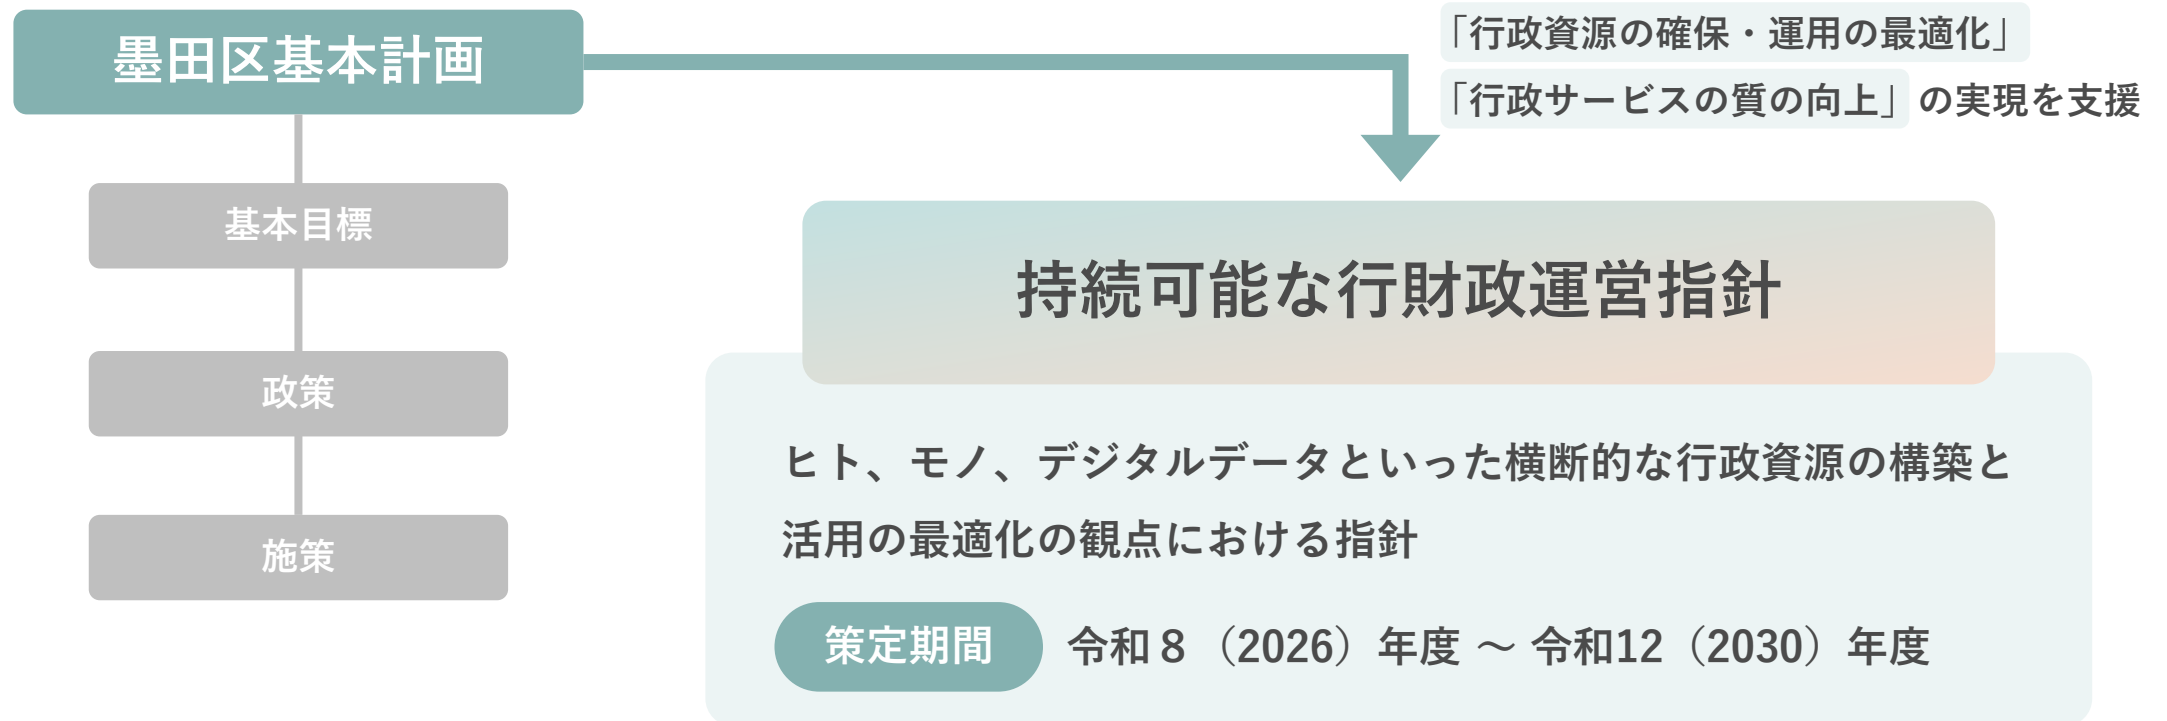 墨田区基本計画
「行政資源の確保・運用の最適化」
「行政サービスの質の向上」の実現を支援
基本目標
政策
施策
持続可能な行財政運営指針
ヒト、モノ、デジタルデータといった横断的な行政資源の構築と
活用の最適化の観点における指針
策定期間 令和８（2026）年度 ～ 令和12（2030）年度